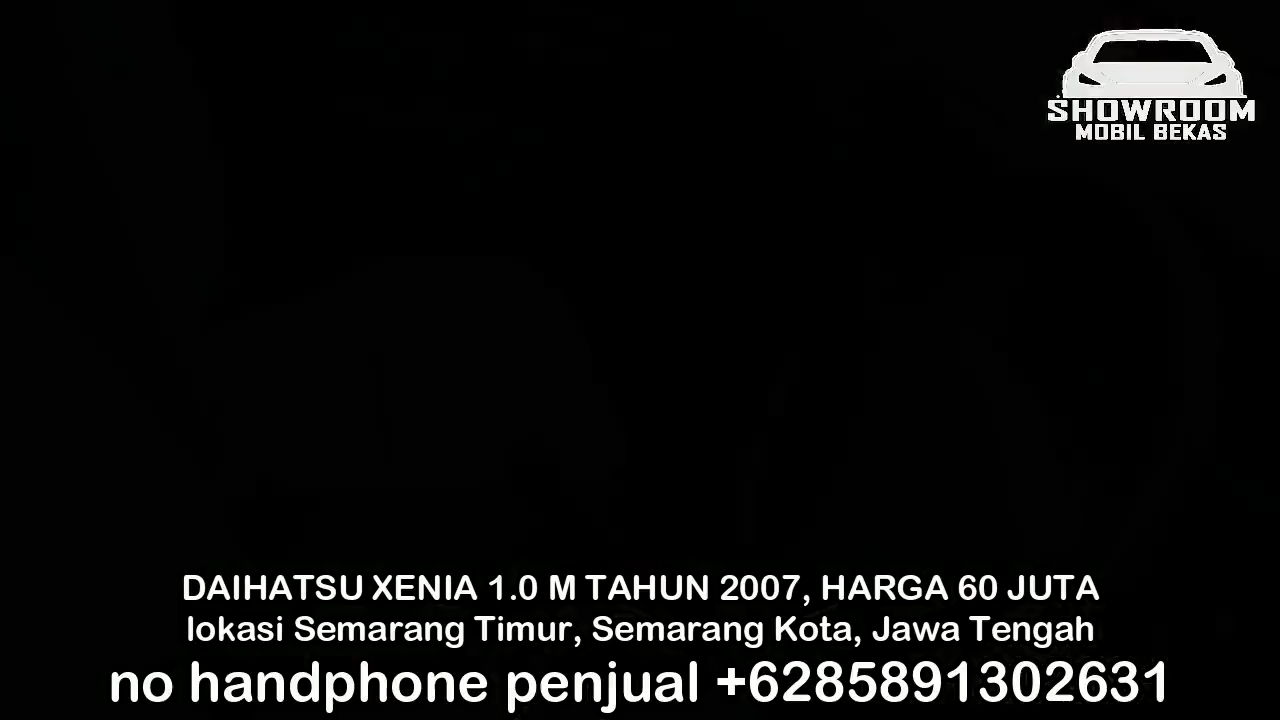 SHOWROOM
MOBIL BEKAS
DAIHATSU XENIA 1.0 M TAHUN 2007, HARGA 60 JUTA
lokasi Semarang Timur, Semarang Kota, Jawa Tengah
no handphone penjual +6285891302631